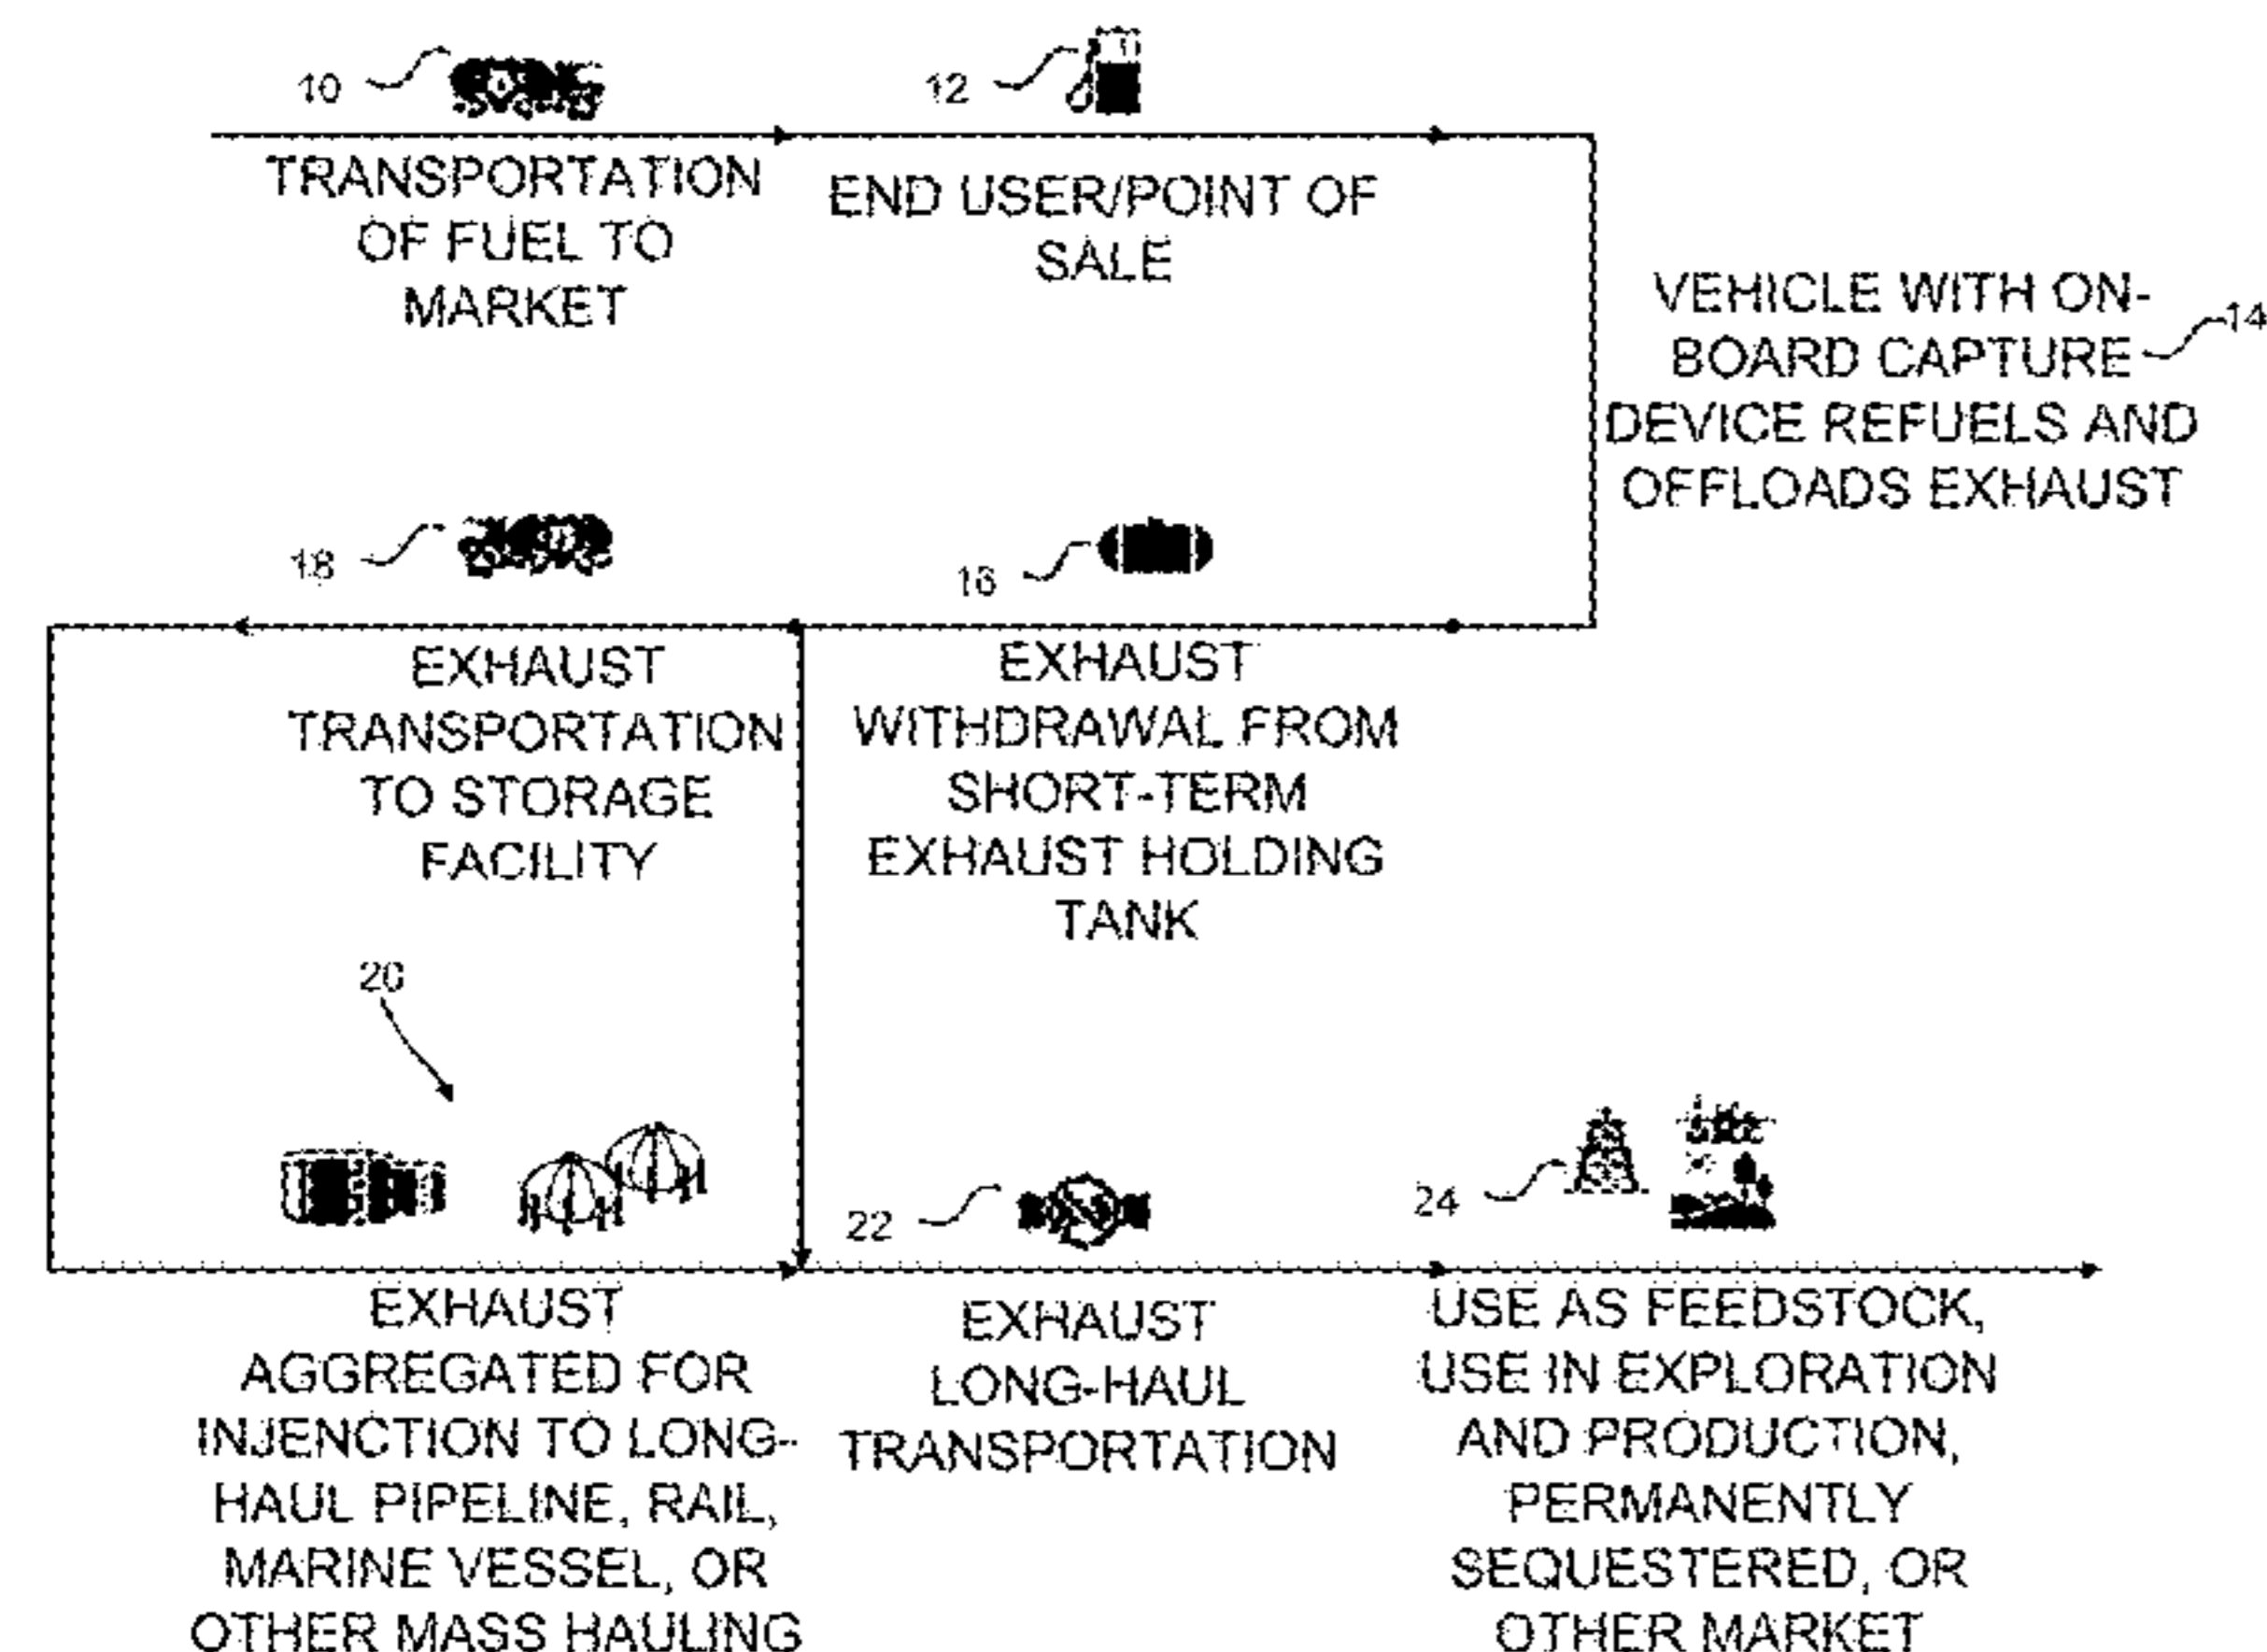 10
TRANSPORTATION
OF FUEL TO
MARKET
12
END USER/POINT OF
SALE
VEHICLE WITH ON-
BOARD CAPTURE
DEVICE REFUELS AND
OFFLOADS EXHAUST
14
18
EXHAUST
TRANSPORTATION
TO STORAGE
FACILITY
16
EXHAUST
WITHDRAWAL FROM
SHORT-TERM
EXHAUST HOLDING
TANK
20
EXHAUST
AGGREGATED FOR
INJENCTION TO LONG-
HAUL PIPELINE, RAIL,
MARINE VESSEL, OR
OTHER MASS HAULING
22
EXHAUST
LONG-HAUL
TRANSPORTATION
24
USE AS FEEDSTOCK,
USE IN EXPLORATION
AND PRODUCTION,
PERMANENTLY
SEQUESTERED, OR
OTHER MARKET